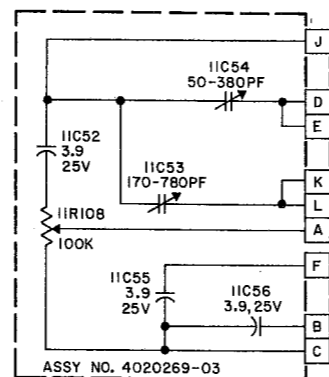 J
11C54
50-380PF
D
E
11C52
3.9
25V
11C53
170-780PF
K
L
11R108
100K
A
F
11C55
3.9
25V
11C56
3.9,25V
B
C
ASSY NO. 4020269-03